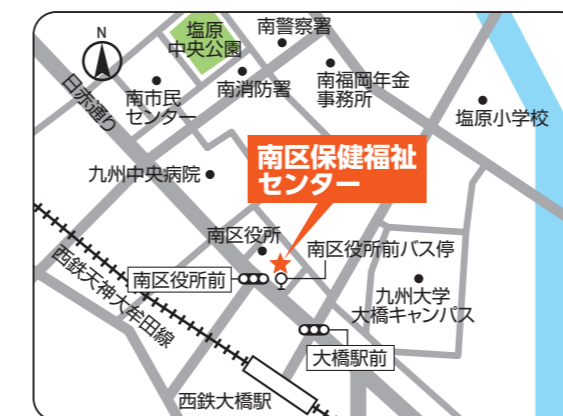 N
塩原
中央公園
南警察署
日赤通り
南市民
センター
南消防署
南福岡年金
事務所
塩原小学校
九州中央病院
南区保健福祉
センター
南区役所
南区役所前バス停
南区役所前
西鉄天神大牟田線
九州大学
大橋キャンパス
大橋駅前
西鉄大橋駅